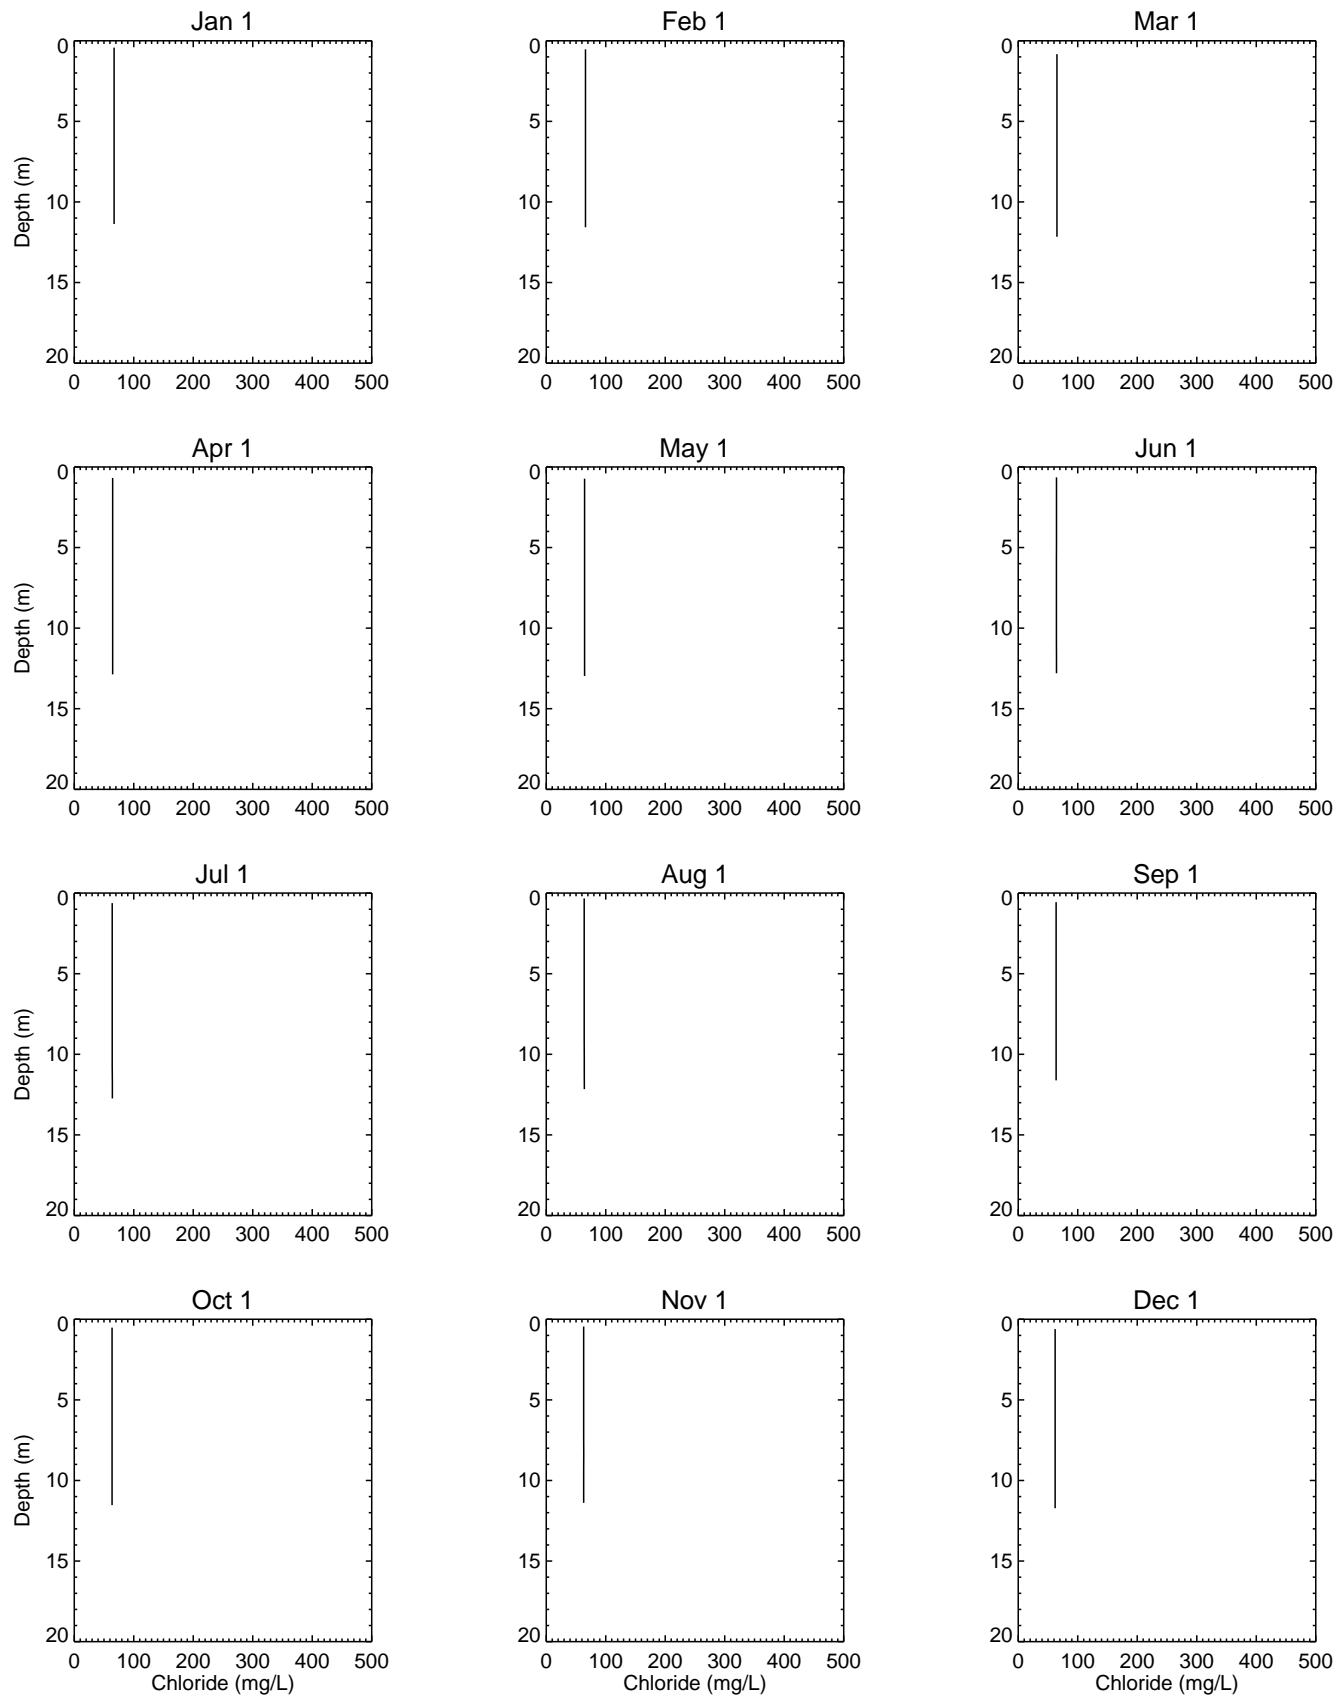 Jan 1 Feb 1 Mar 1
0 0 0
5 5 5
Depth (m) 10 10 10
15 15 15
20 20 20
0 100 200 300 400 500 0 100 200 300 400 500 0 100 200 300 400 500
Apr 1 May 1 Jun 1
0 0 0
5 5 5
Depth (m) 10 10 10
15 15 15
20 20 20
0 100 200 300 400 500 0 100 200 300 400 500 0 100 200 300 400 500
Jul 1 Aug 1 Sep 1
0 0 0
5 5 5
Depth (m) 10 10 10
15 15 15
20 20 20
0 100 200 300 400 500 0 100 200 300 400 500 0 100 200 300 400 500
Oct 1 Nov 1 Dec 1
0 0 0
5 5 5
Depth (m) 10 10 10
15 15 15
20 20 20
0 100 200 300 400 500 0 100 200 300 400 500 0 100 200 300 400 500
Chloride (mg/L) Chloride (mg/L) Chloride (mg/L)